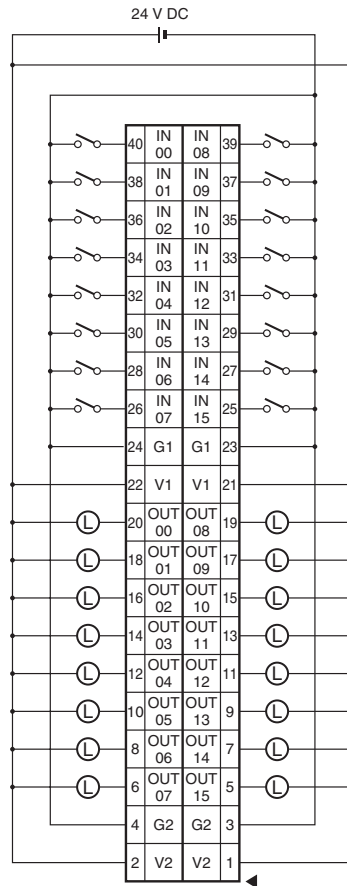 24 V DC
40 IN 00 IN 08 39
38 IN 01 IN 09 37
36 IN 02 IN 10 35
34 IN 03 IN 11 33
32 IN 04 IN 12 31
30 IN 05 IN 13 29
28 IN 06 IN 14 27
26 IN 07 IN 15 25
24 G1 G1 23
22 V1 V1 21
L 20 OUT 00 OUT 08 19 L
L 18 OUT 01 OUT 09 17 L
L 16 OUT 02 OUT 10 15 L
L 14 OUT 03 OUT 11 13 L
L 12 OUT 04 OUT 12 11 L
L 10 OUT 05 OUT 13 9 L
L 8 OUT 06 OUT 14 7 L
L 6 OUT 07 OUT 15 5 L
4 G2 G2 3
2 V2 V2 1